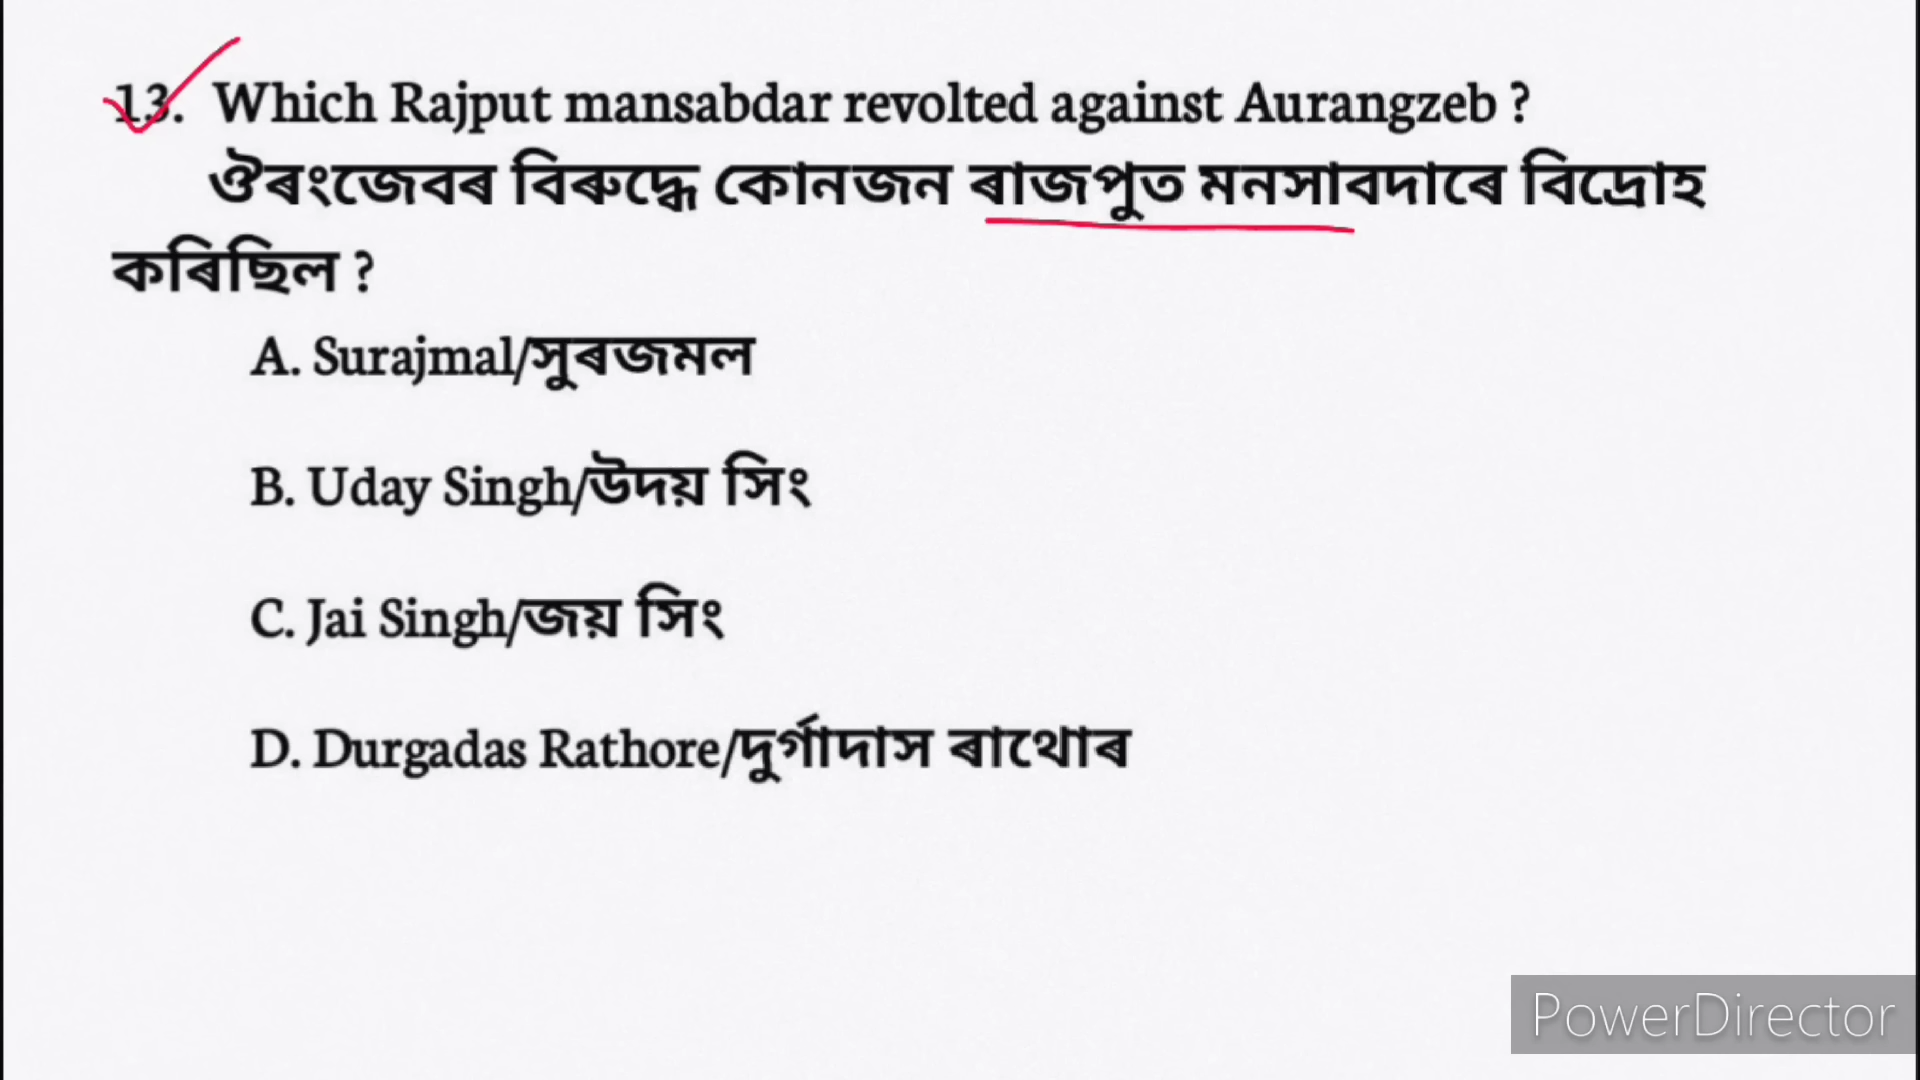 13. Which Rajput mansabdar revolted against Aurangzeb ?
ঔৰংজেবৰ বিৰুদ্ধে কোনজন ৰাজপুত মনসাবদাৰে বিদ্ৰোহ
কৰিছিল ?
A. Surajmal/সুৰজমল
B. Uday Singh/উদয় সিং
C. Jai Singh/জয় সিং
D. Durgadas Rathore/দুৰ্গাদাস ৰাথোৰ
PowerDirector